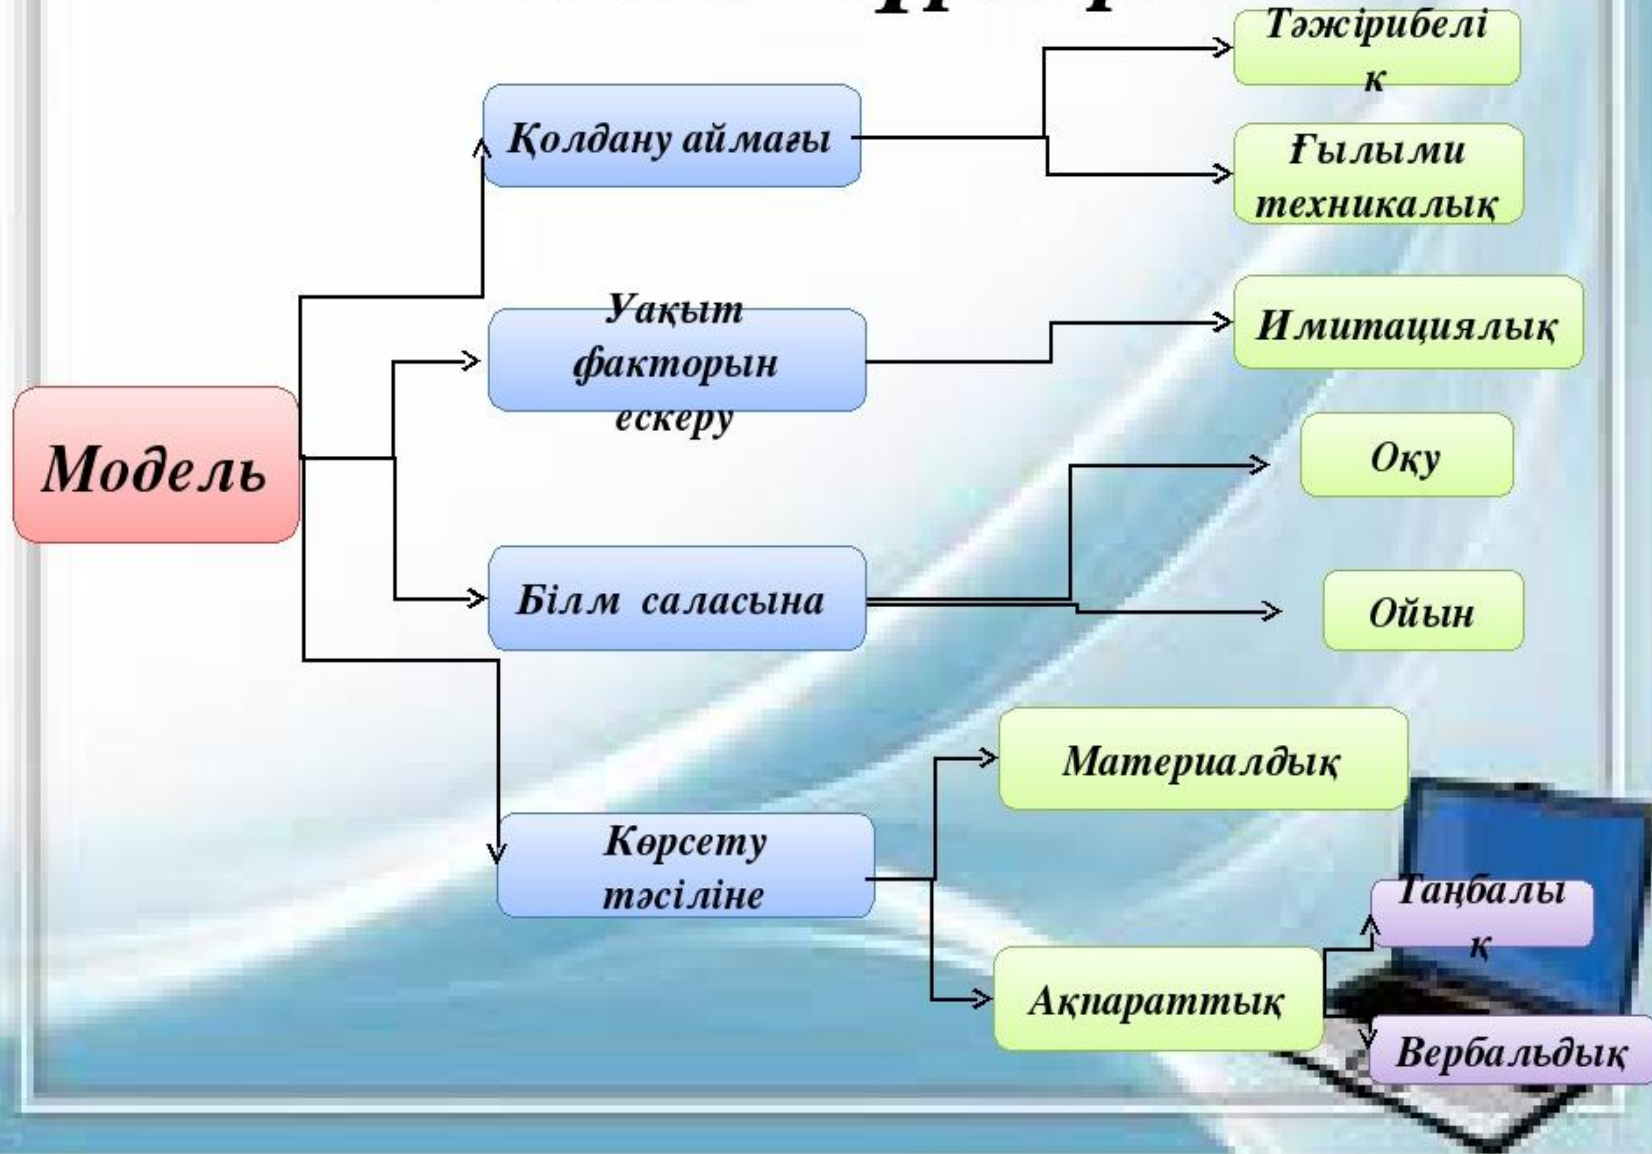 Тәжірибелі
к
Қолдану аймағы
Ғылыми
техникалық
Уақыт
факторын
ескеру
Имитациялық
Модель
Оқу
Білм саласына
Ойын
Материалдық
Көрсету
тәсіліне
Таңбалы
қ
Ақпараттық
Вербальдық